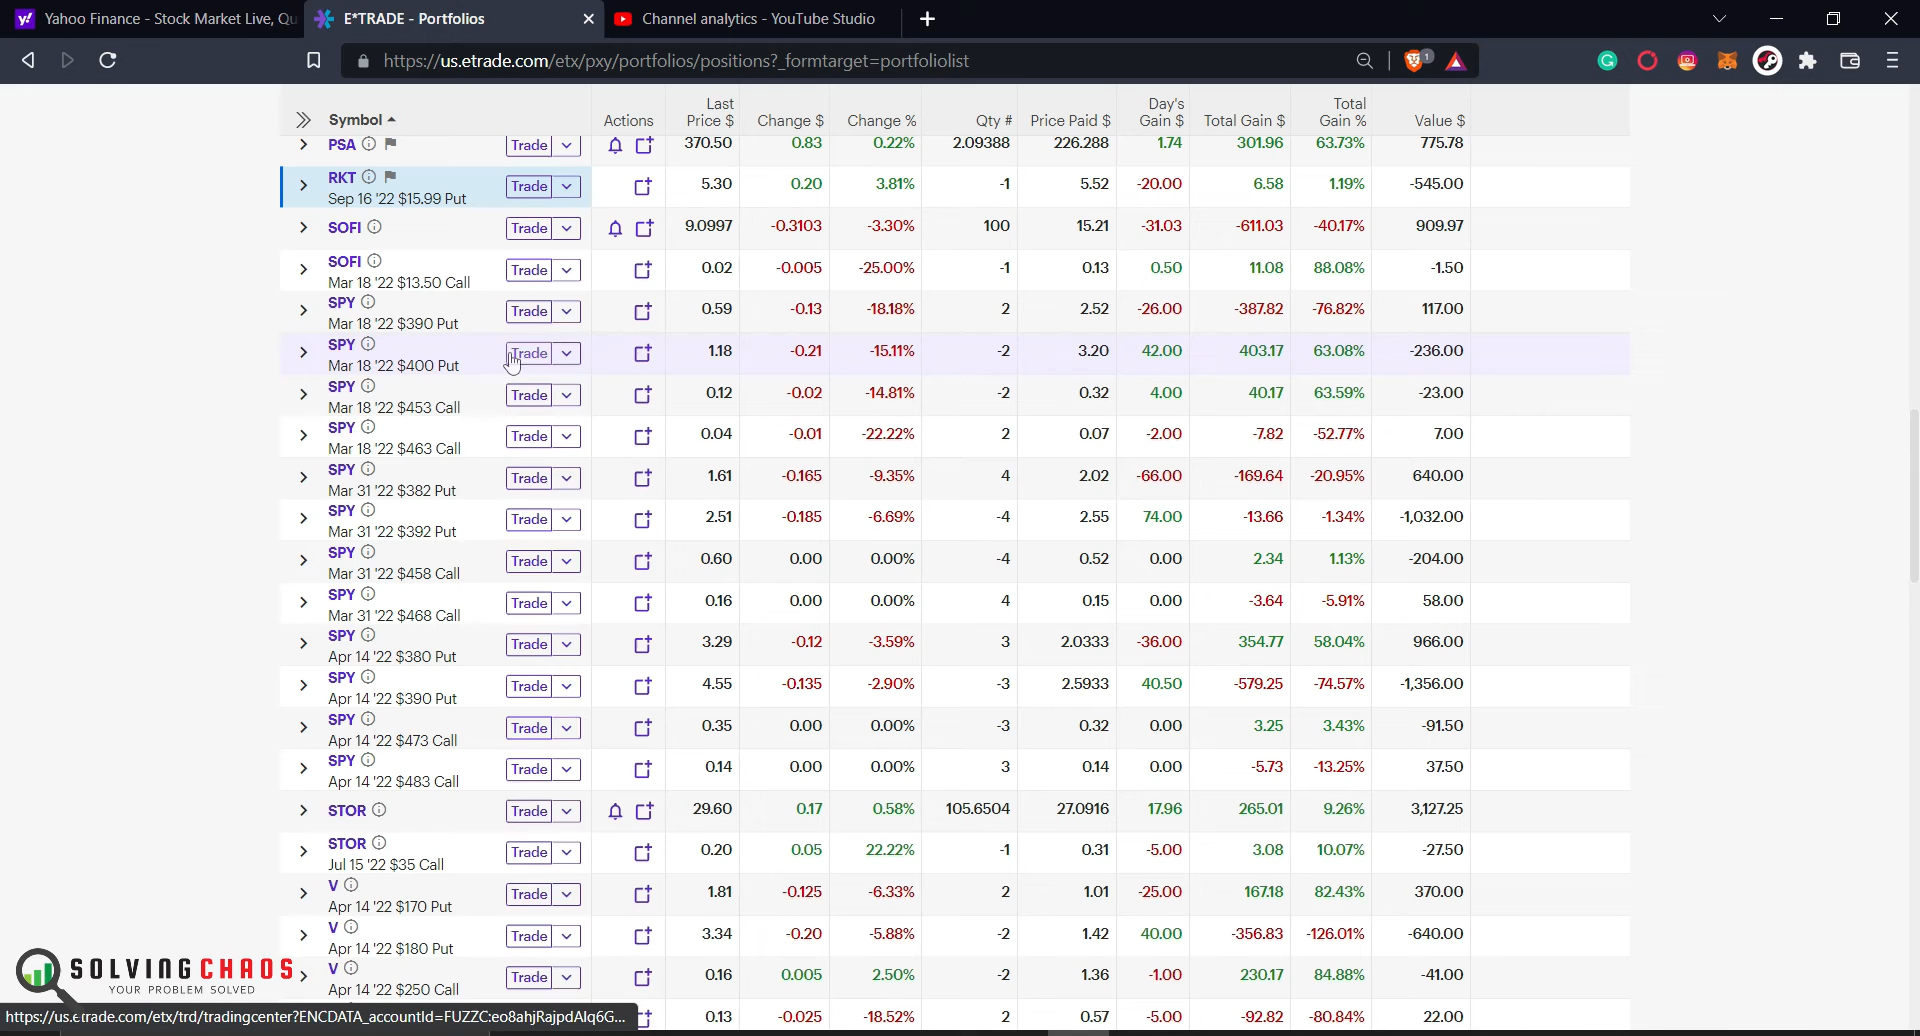 Yahoo Finance - Stock Market Live, Qu
E*TRADE - Portfolios
Channel analytics - YouTube Studio
https://us.etrade.com/etx/pxy/portfolios/positions?_formtarget=portfoliolist
1
Symbol Actions Last Price $ Change $ Change % Qty # Price Paid $ Day's Gain $ Total Gain $ Total Gain % Value $
PSA Trade 370.50 0.83 0.22% 2.09388 226.288 1.74 301.96 63.73% 775.78
RKT Trade 5.30 0.20 3.81% -1 5.52 -20.00 6.58 1.19% -545.00
Sep 16 '22 $15.99 Put
SOFI Trade 9.0997 -0.3103 -3.30% 100 15.21 -31.03 -611.03 -40.17% 909.97
SOFI Trade 0.02 -0.005 -25.00% -1 0.13 0.50 11.08 88.08% -1.50
Mar 18 '22 $13.50 Call
SPY Trade 0.59 -0.13 -18.18% 2 2.52 -26.00 -387.82 -76.82% 117.00
Mar 18 '22 $390 Put
SPY Trade 1.18 -0.21 -15.11% -2 3.20 42.00 403.17 63.08% -236.00
Mar 18 '22 $400 Put
SPY Trade 0.12 -0.02 -14.81% -2 0.32 4.00 40.17 63.59% -23.00
Mar 18 '22 $453 Call
SPY Trade 0.04 -0.01 -22.22% 2 0.07 -2.00 -7.82 -52.77% 7.00
Mar 18 '22 $463 Call
SPY Trade 1.61 -0.165 -9.35% 4 2.02 -66.00 -169.64 -20.95% 640.00
Mar 31 '22 $382 Put
SPY Trade 2.51 -0.185 -6.69% -4 2.55 74.00 -13.66 -1.34% -1,032.00
Mar 31 '22 $392 Put
SPY Trade 0.60 0.00 0.00% -4 0.52 0.00 2.34 1.13% -204.00
Mar 31 '22 $458 Call
SPY Trade 0.16 0.00 0.00% 4 0.15 0.00 -3.64 -5.91% 58.00
Mar 31 '22 $468 Call
SPY Trade 3.29 -0.12 -3.59% 3 2.0333 -36.00 354.77 58.04% 966.00
Apr 14 '22 $380 Put
SPY Trade 4.55 -0.135 -2.90% -3 2.5933 40.50 -579.25 -74.57% -1,356.00
Apr 14 '22 $390 Put
SPY Trade 0.35 0.00 0.00% -3 0.32 0.00 3.25 3.43% -91.50
Apr 14 '22 $473 Call
SPY Trade 0.14 0.00 0.00% 3 0.14 0.00 -5.73 -13.25% 37.50
Apr 14 '22 $483 Call
STOR Trade 29.60 0.17 0.58% 105.6504 27.0916 17.96 265.01 9.26% 3,127.25
STOR Trade 0.20 0.05 22.22% -1 0.31 -5.00 3.08 10.07% -27.50
Jul 15 '22 $35 Call
V Trade 1.81 -0.125 -6.33% 2 1.01 -25.00 167.18 82.43% 370.00
Apr 14 '22 $170 Put
V Trade 3.34 -0.20 -5.88% -2 1.42 40.00 -356.83 -126.01% -640.00
Apr 14 '22 $180 Put
V Trade 0.16 0.005 2.50% -2 1.36 -1.00 230.17 84.88% -41.00
Apr 14 '22 $250 Call
0.13 -0.025 -18.52% 2 0.57 -5.00 -92.82 -80.84% 22.00
SOLVING CHAOS
YOUR PROBLEM SOLVED
https://us.etrade.com/etx/trd/tradingcenter?ENCDATA_accountId=FUZZC:eo8ahjRajpdAlq6G...